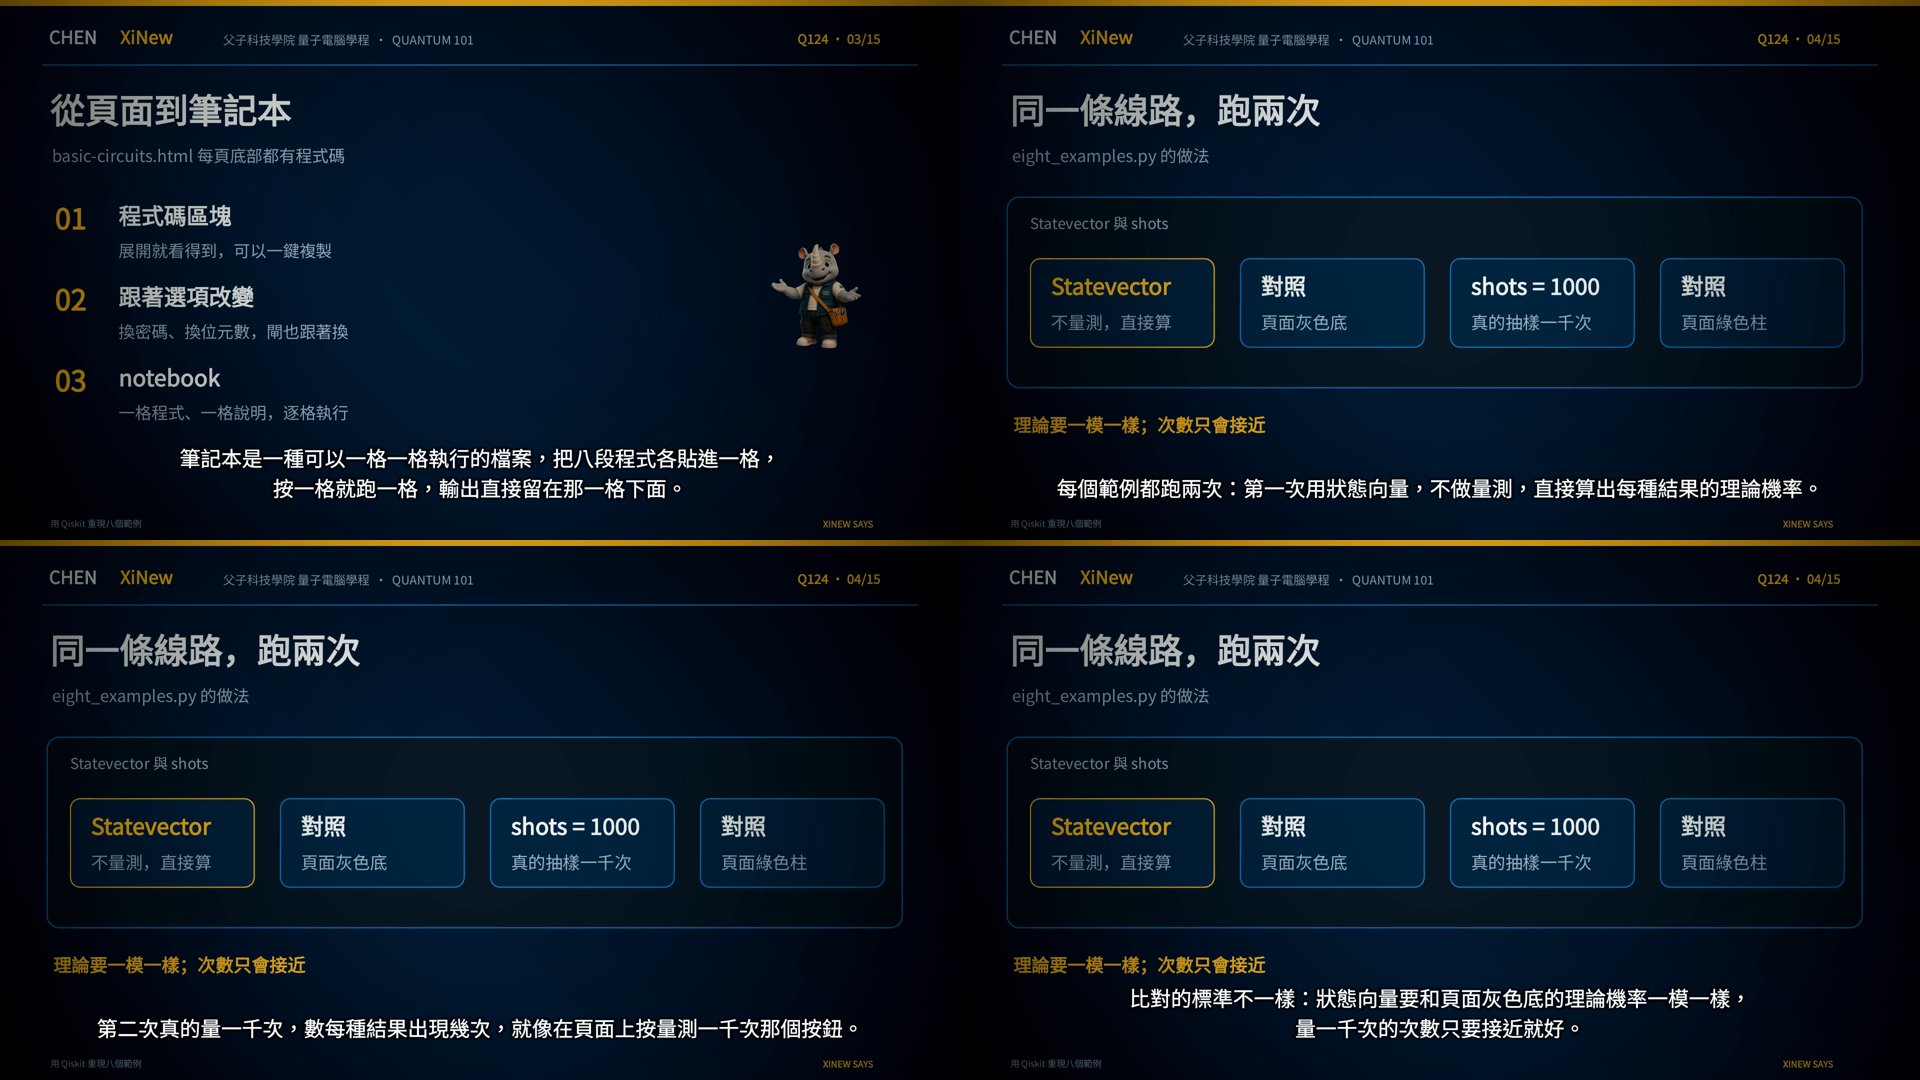 CHEN XiNew 父子科技學院 量子電腦學程 · QUANTUM 101 Q124 · 03/15
從頁面到筆記本
basic-circuits.html 每頁底部都有程式碼
01 程式碼區塊
展開就看得到，可以一鍵複製
02 跟著選項改變
換密碼、換位元數，閘也跟著換
03 notebook
一格程式、一格說明，逐格執行
筆記本是一種可以一格一格執行的檔案，把八段程式各貼進一格，
按一格就跑一格，輸出直接留在那一格下面。
用 Qiskit 重現八個範例 XINEW SAYS
CHEN XiNew 父子科技學院 量子電腦學程 · QUANTUM 101 Q124 · 04/15
同一條線路，跑兩次
eight_examples.py 的做法
Statevector 與 shots
Statevector 對照 shots = 1000 對照
不量測，直接算 頁面灰色底 真的抽樣一千次 頁面綠色柱
理論要一模一樣；次數只會接近
每個範例都跑兩次：第一次用狀態向量，不做量測，直接算出每種結果的理論機率。
用 Qiskit 重現八個範例 XINEW SAYS
CHEN XiNew 父子科技學院 量子電腦學程 · QUANTUM 101 Q124 · 04/15
同一條線路，跑兩次
eight_examples.py 的做法
Statevector 與 shots
Statevector 對照 shots = 1000 對照
不量測，直接算 頁面灰色底 真的抽樣一千次 頁面綠色柱
理論要一模一樣；次數只會接近
第二次真的量一千次，數每種結果出現幾次，就像在頁面上按量測一千次那個按鈕。
用 Qiskit 重現八個範例 XINEW SAYS
CHEN XiNew 父子科技學院 量子電腦學程 · QUANTUM 101 Q124 · 04/15
同一條線路，跑兩次
eight_examples.py 的做法
Statevector 與 shots
Statevector 對照 shots = 1000 對照
不量測，直接算 頁面灰色底 真的抽樣一千次 頁面綠色柱
理論要一模一樣；次數只會接近
比對的標準不一樣：狀態向量要和頁面灰色底的理論機率一模一樣，
量一千次的次數只要接近就好。
用 Qiskit 重現八個範例 XINEW SAYS